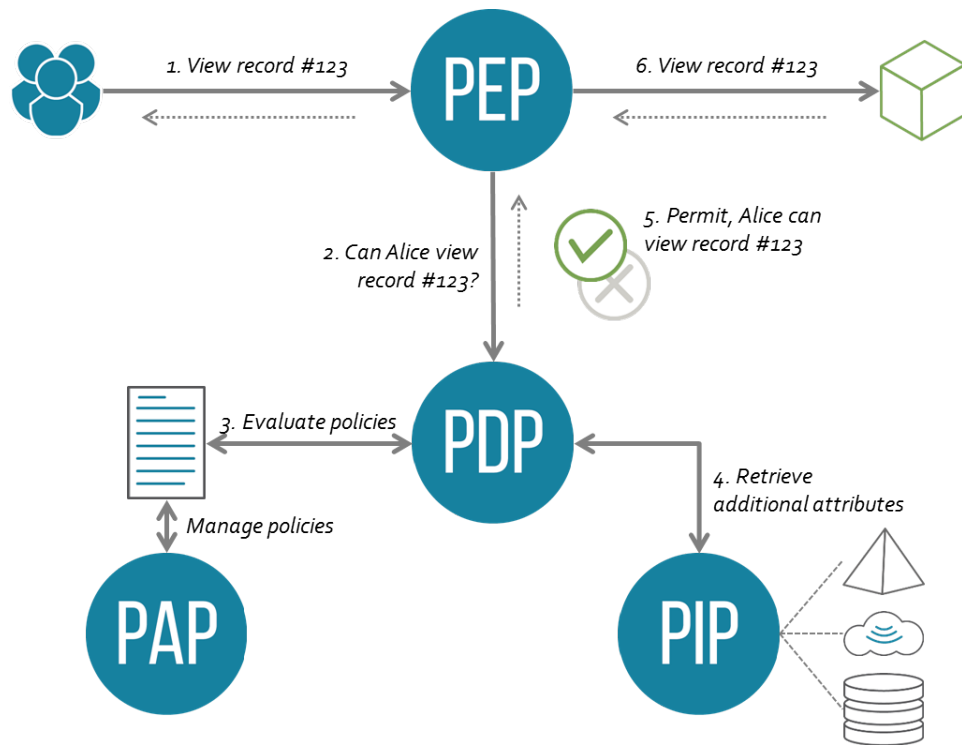 1. View record #123
PEP
6. View record #123
2. Can Alice view
record #123?
5. Permit, Alice can
view record #123
3. Evaluate policies
PDP
4. Retrieve
additional attributes
Manage policies
PAP
PIP